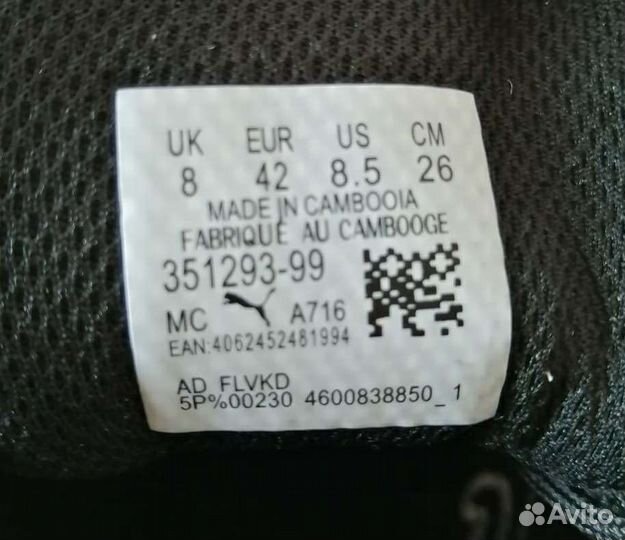 UK EUR US CM
8 42 8.5 26
MADE IN CAMBOOIA
FABRIQUE AU CAMBOOGE
351293-99
MC A716
EAN:4062452481994
AD FLVKD
5P%00230 4600838850_1
Avito